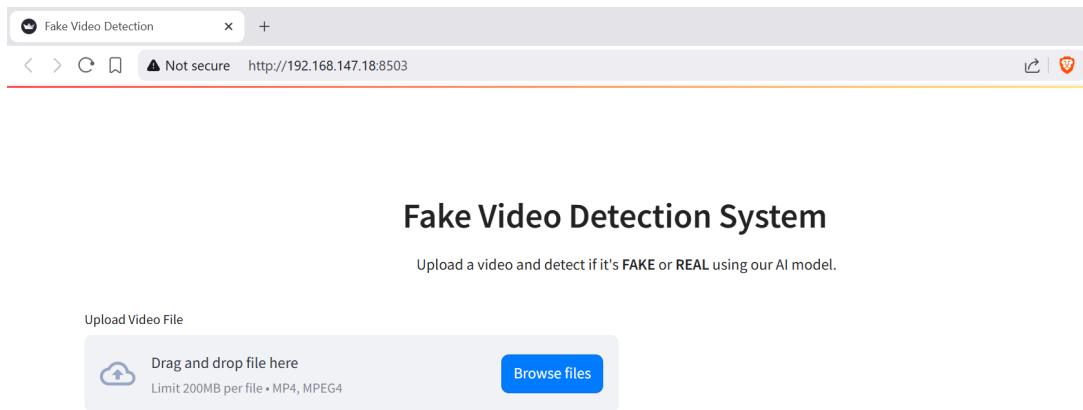 Fake Video Detection
Not secure http://192.168.147.18:8503
Fake Video Detection System
Upload a video and detect if it's FAKE or REAL using our AI model.
Upload Video File
Drag and drop file here
Limit 200MB per file • MP4, MPEG4
Browse files